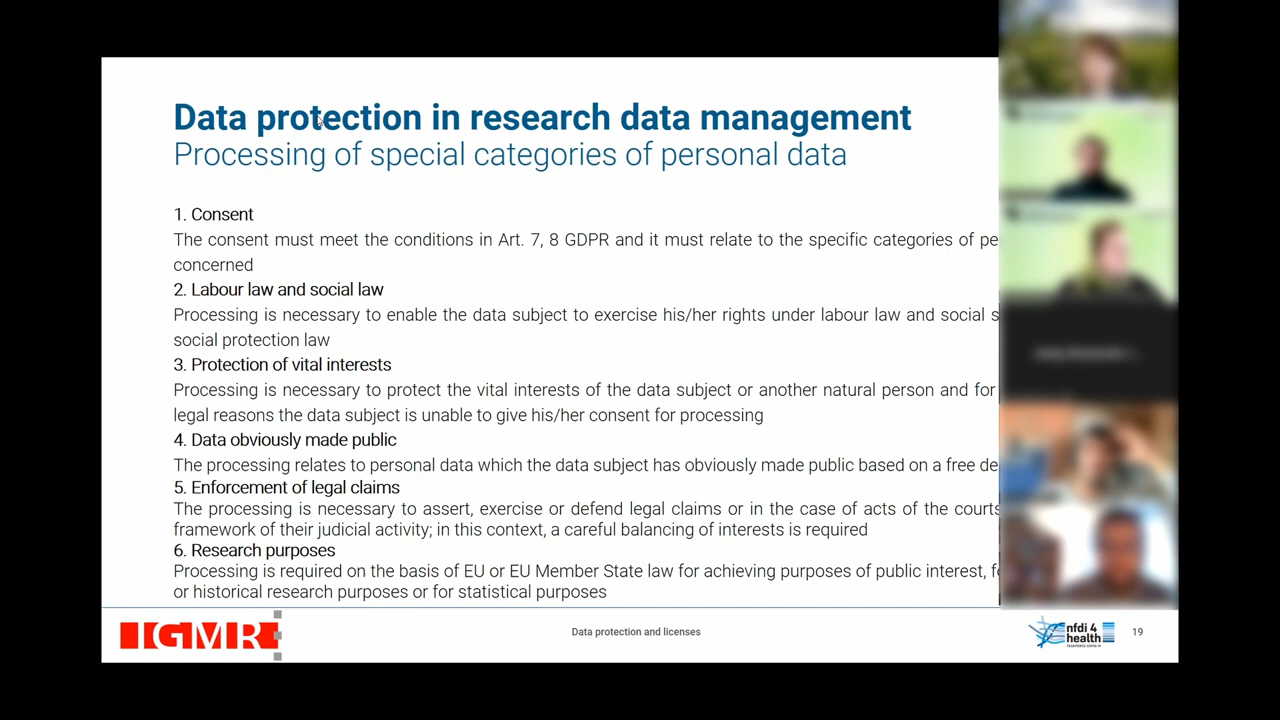 Data protection in research data management
Processing of special categories of personal data
1. Consent
The consent must meet the conditions in Art. 7, 8 GDPR and it must relate to the specific categories of pe
concerned
2. Labour law and social law
Processing is necessary to enable the data subject to exercise his/her rights under labour law and social s
social protection law
3. Protection of vital interests
Processing is necessary to protect the vital interests of the data subject or another natural person and for
legal reasons the data subject is unable to give his/her consent for processing
4. Data obviously made public
The processing relates to personal data which the data subject has obviously made public based on a free de
5. Enforcement of legal claims
The processing is necessary to assert, exercise or defend legal claims or in the case of acts of the courts
framework of their judicial activity; in this context, a careful balancing of interests is required
6. Research purposes
Processing is required on the basis of EU or EU Member State law for achieving purposes of public interest, fo
or historical research purposes or for statistical purposes
IGMR
Data protection and licenses
nfdi 4
health
TASKFORCE COVID-19
19